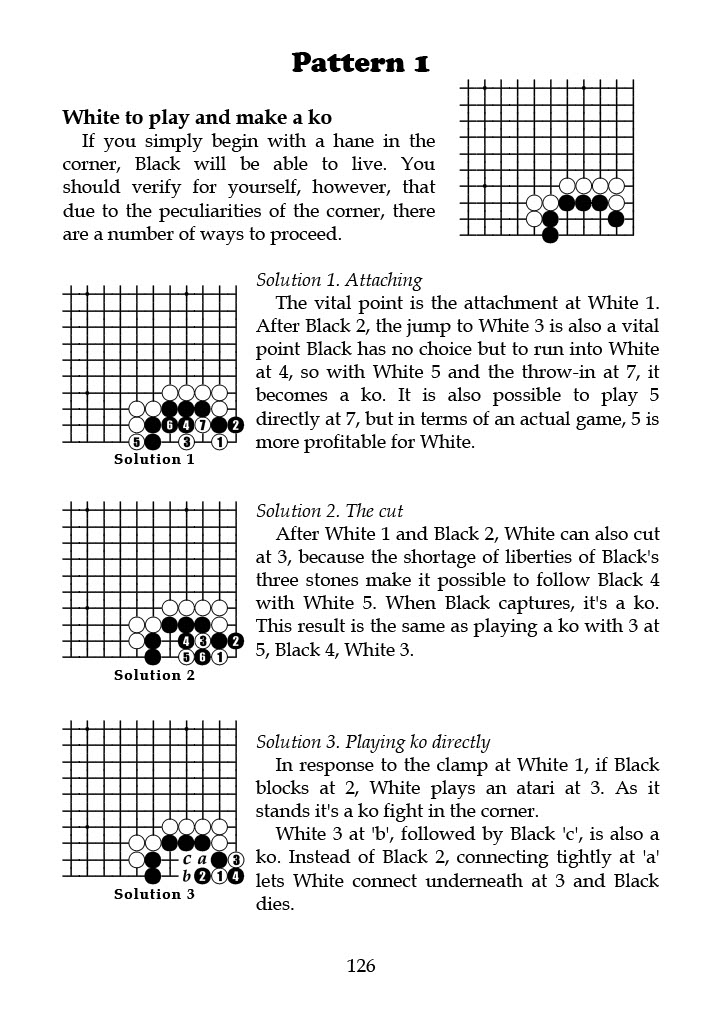 Pattern 1
White to play and make a ko
If you simply begin with a hane in the
corner, Black will be able to live. You
should verify for yourself, however, that
due to the peculiarities of the corner, there
are a number of ways to proceed.
Solution 1. Attaching
The vital point is the attachment at White 1.
After Black 2, the jump to White 3 is also a vital
point Black has no choice but to run into White
at 4, so with White 5 and the throw-in at 7, it
becomes a ko. It is also possible to play 5
directly at 7, but in terms of an actual game, 5 is
more profitable for White.
6 4 7 2
5 3 1
Solution 1
Solution 2. The cut
After White 1 and Black 2, White can also cut
at 3, because the shortage of liberties of Black's
three stones make it possible to follow Black 4
with White 5. When Black captures, it's a ko.
This result is the same as playing a ko with 3 at
5, Black 4, White 3.
4 3 2
5 6 1
Solution 2
Solution 3. Playing ko directly
In response to the clamp at White 1, if Black
blocks at 2, White plays an atari at 3. As it
stands it's a ko fight in the corner.
White 3 at 'b', followed by Black 'c', is also a
ko. Instead of Black 2, connecting tightly at 'a'
lets White connect underneath at 3 and Black
dies.
c a 3
b 2 1 4
Solution 3
126